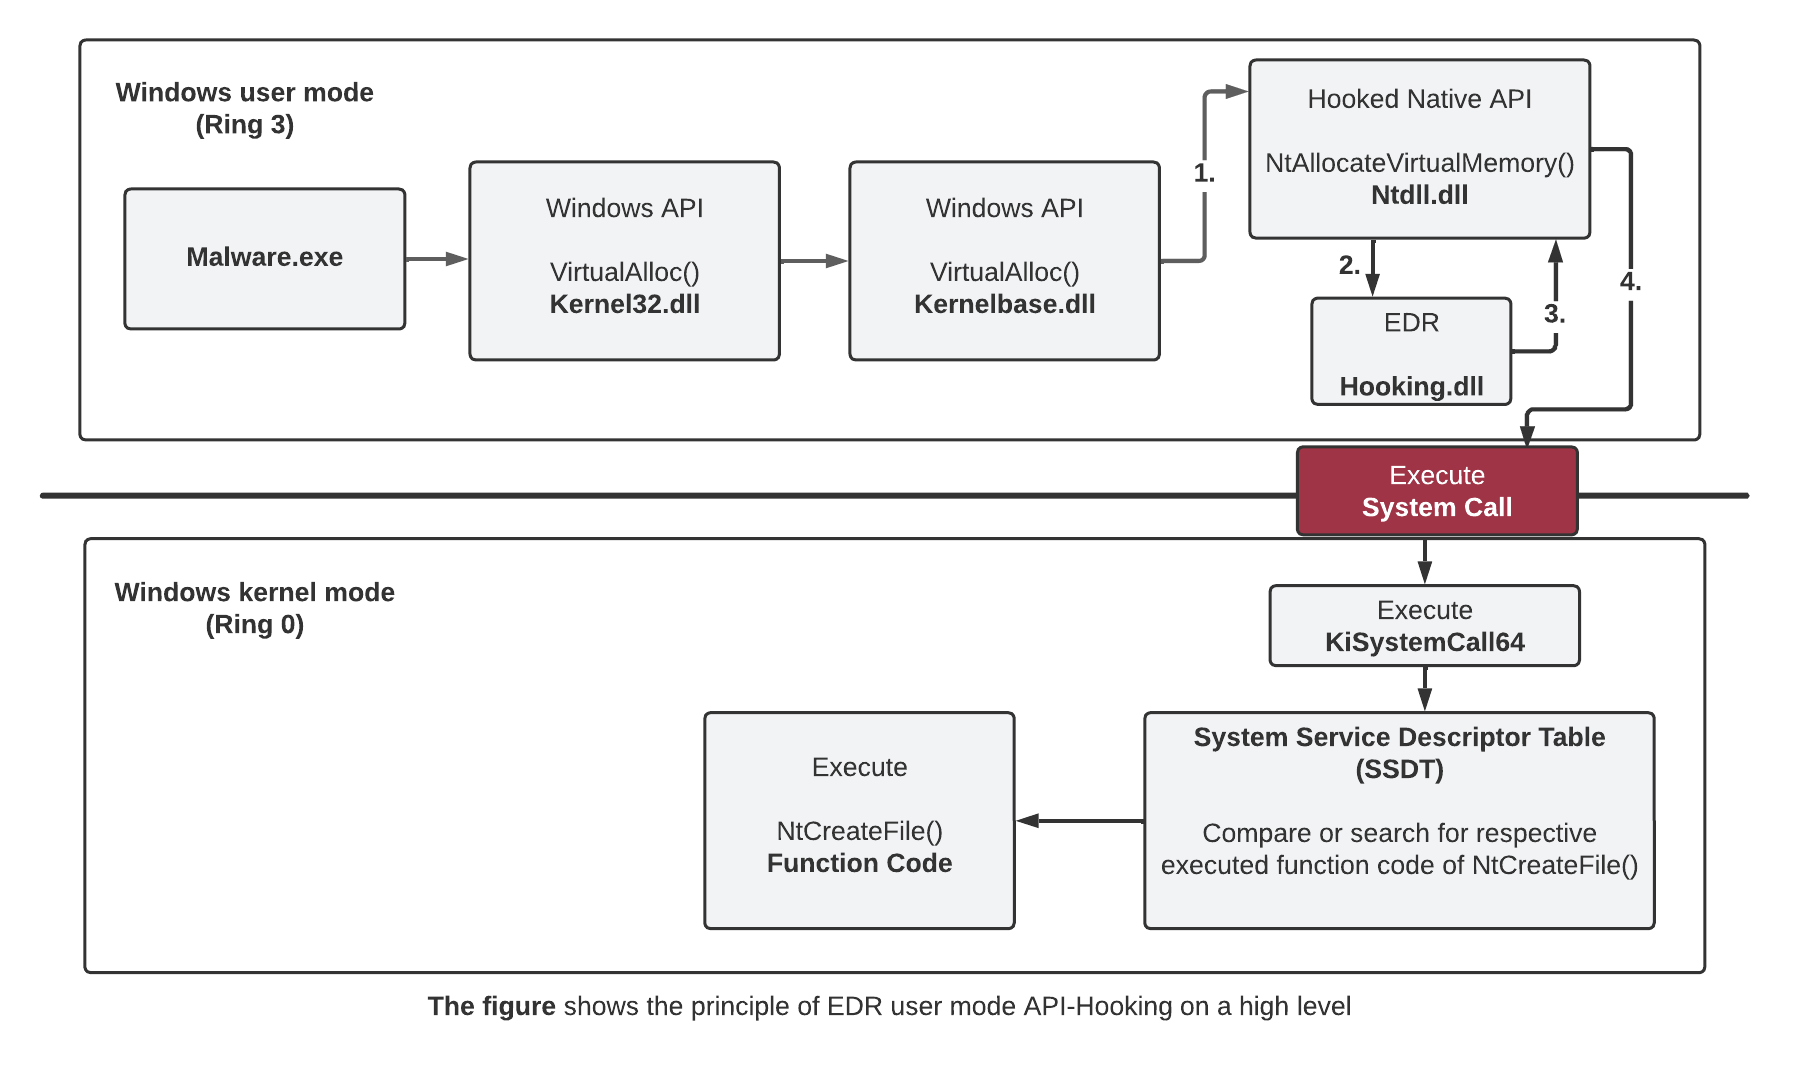 Windows user mode
(Ring 3)
Malware.exe
Windows API
VirtualAlloc()
Kernel32.dll
Windows API
VirtualAlloc()
Kernelbase.dll
1.
Hooked Native API
NtAllocateVirtualMemory()
Ntdll.dll
2.
EDR
Hooking.dll
3.
4.
Execute
System Call
Windows kernel mode
(Ring 0)
Execute
KiSystemCall64
System Service Descriptor Table
(SSDT)
Compare or search for respective
executed function code of NtCreateFile()
Execute
NtCreateFile()
Function Code
The figure shows the principle of EDR user mode API-Hooking on a high level